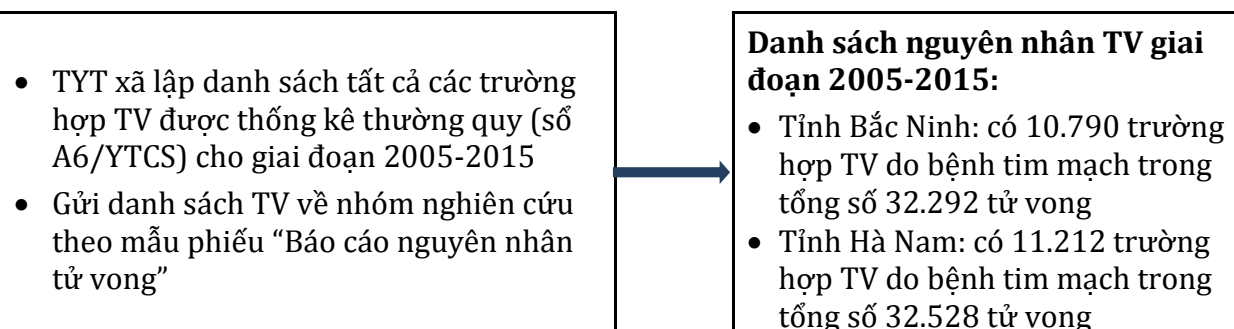 • TYT xã lập danh sách tất cả các trường
hợp TV được thống kê thường quy (sổ
A6/YTCS) cho giai đoạn 2005-2015
• Gửi danh sách TV về nhóm nghiên cứu
theo mẫu phiếu “Báo cáo nguyên nhân
tử vong”
Danh sách nguyên nhân TV giai
đoạn 2005-2015:
• Tỉnh Bắc Ninh: có 10.790 trường
hợp TV do bệnh tim mạch trong
tổng số 32.292 tử vong
• Tỉnh Hà Nam: có 11.212 trường
hợp TV do bệnh tim mạch trong
tổng số 32.528 tử vong